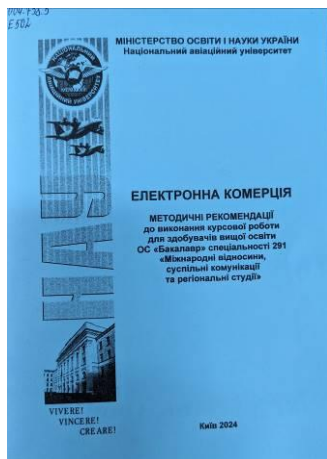 МІНІСТЕРСТВО ОСВІТИ І НАУКИ УКРАЇНИ
Національний авіаційний університет
НАУ
ЕЛЕКТРОННА КОМЕРЦІЯ
МЕТОДИЧНІ РЕКОМЕНДАЦІЇ
до виконання курсової роботи
для здобувачів вищої освіти
ОС «Бакалавр» спеціальності 291
«Міжнародні відносини,
суспільні комунікації
та регіональні студії»
VIVERE!
VINCERE!
CREARE!
Київ 2024